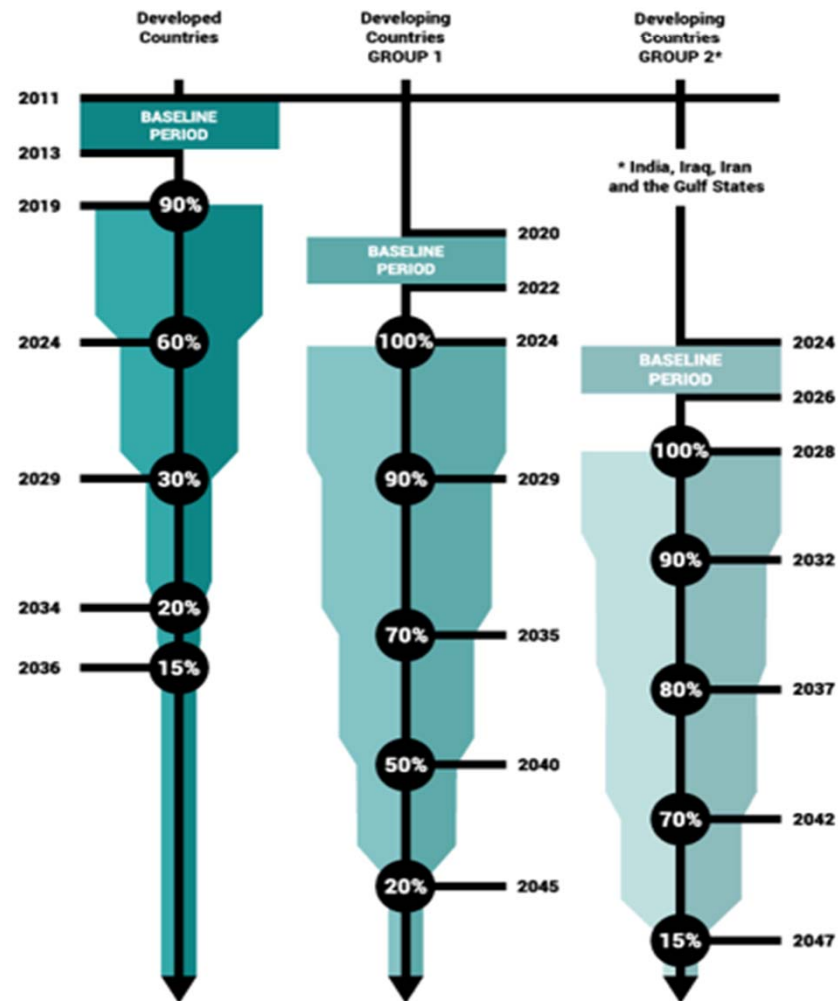 Developed
Countries
Developing
Countries
GROUP 1
Developing
Countries
GROUP 2*
2011
BASELINE
PERIOD
2013
2019
90%
2024
60%
2029
30%
2034
20%
2036
15%
2020
BASELINE
PERIOD
2022
100%
2024
90%
2029
70%
2035
50%
2040
20%
2045
* India, Iraq, Iran
and the Gulf States
2024
BASELINE
PERIOD
2026
100%
2028
90%
2032
80%
2037
70%
2042
15%
2047